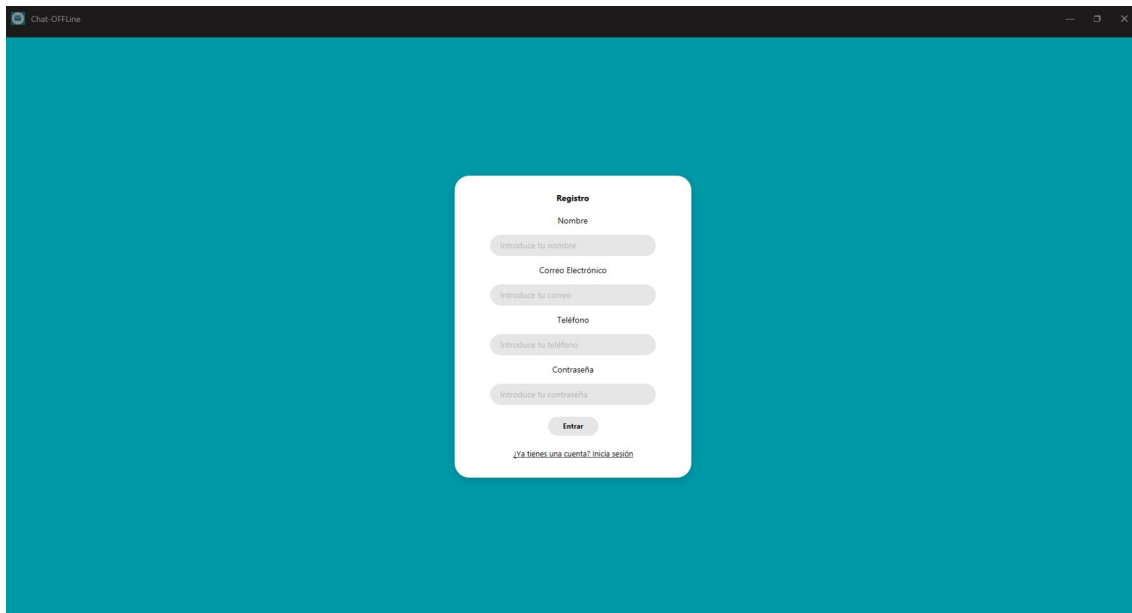 Chat-OFFLine
Registro
Nombre
Introduce tu nombre
Correo Electrónico
Introduce tu correo
Teléfono
Introduce tu teléfono
Contraseña
Introduce tu contraseña
Entrar
¿Ya tienes una cuenta? Inicia sesión